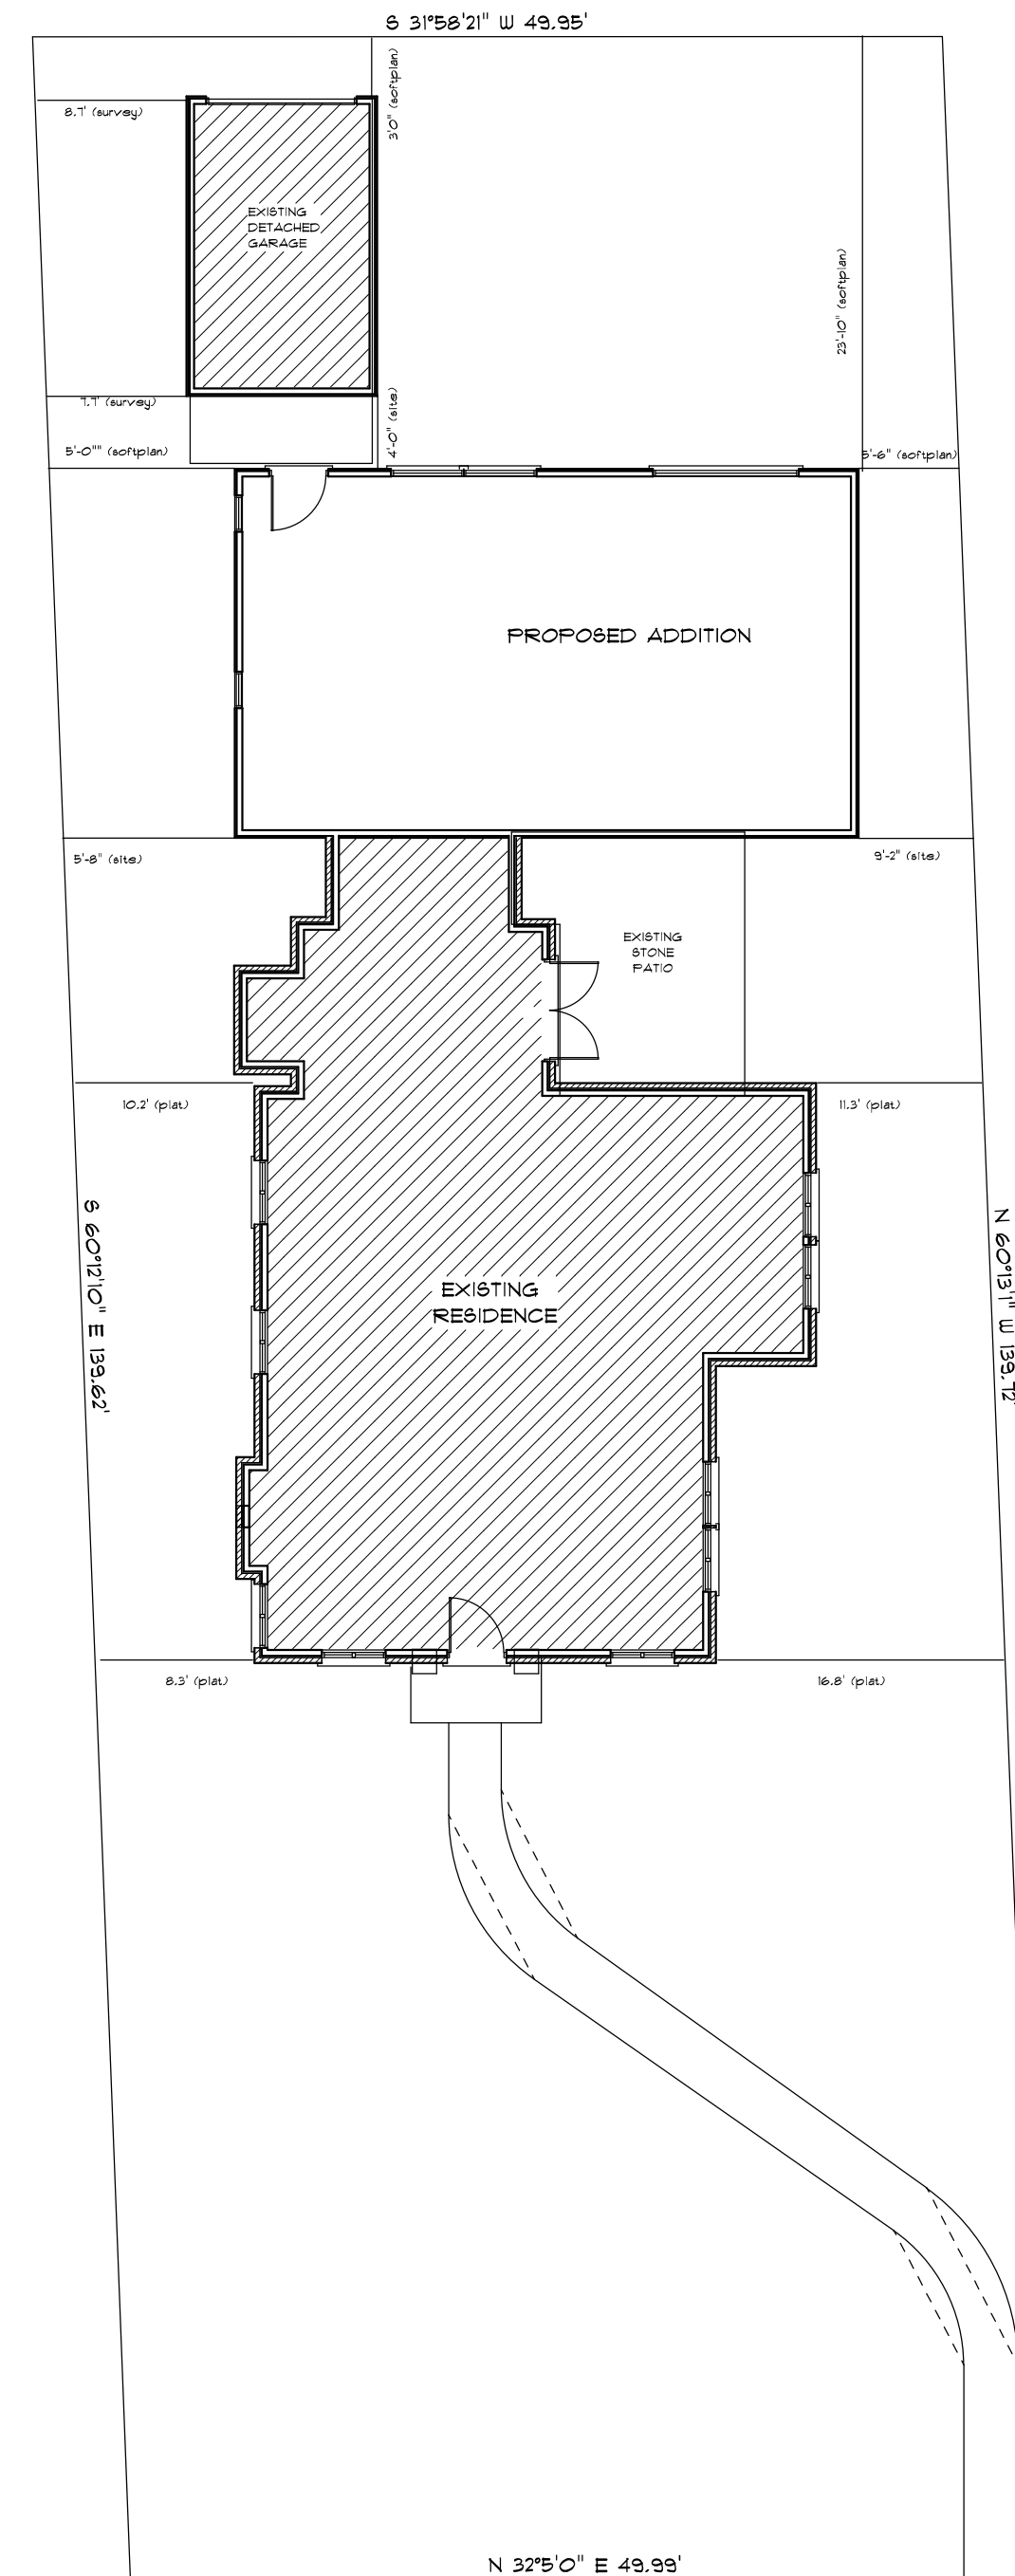 S 31°58'21" W 49.95'
8.7' (survey)
3'0" (softplan)
EXISTING
DETACHED
GARAGE
23'-10" (softplan)
7.7' (survey)
4'-0" (site)
5'-0"" (softplan)
5'-6" (softplan)
PROPOSED ADDITION
5'-8" (site)
9'-2" (site)
EXISTING
STONE
PATIO
10.2' (plat)
11.3' (plat)
S 60°12'10" E 139.62'
N 60°13'1" W 139.72'
EXISTING
RESIDENCE
8.3' (plat)
16.8' (plat)
N 32°5'0" E 49.99'